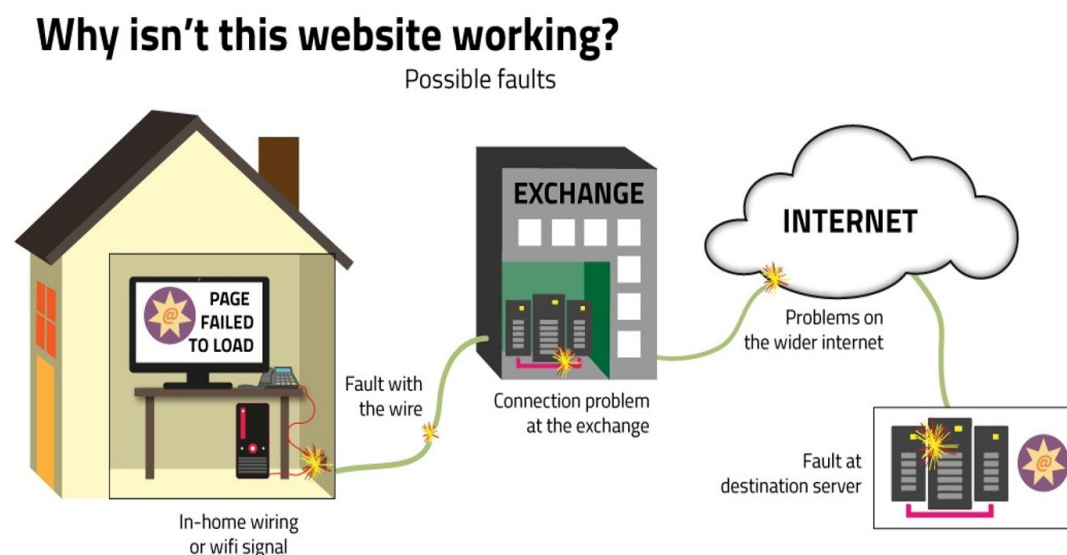 Why isn’t this website working?
Possible faults
EXCHANGE
INTERNET
@ PAGE
FAILED
TO LOAD
Problems on
the wider internet
Fault with
the wire
Connection problem
at the exchange
Fault at
destination server
@
In-home wiring
or wifi signal